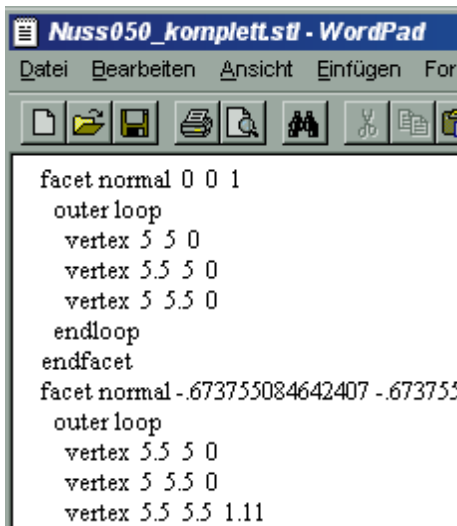 Nuss050_komplett.stl - WordPad
Datei Bearbeiten Ansicht Einfügen For
facet normal 0 0 1
outer loop
vertex 5 5 0
vertex 5.5 5 0
vertex 5 5.5 0
endloop
endfacet
facet normal -.673755084642407 -.673755
outer loop
vertex 5.5 5 0
vertex 5 5.5 0
vertex 5.5 5.5 1.11